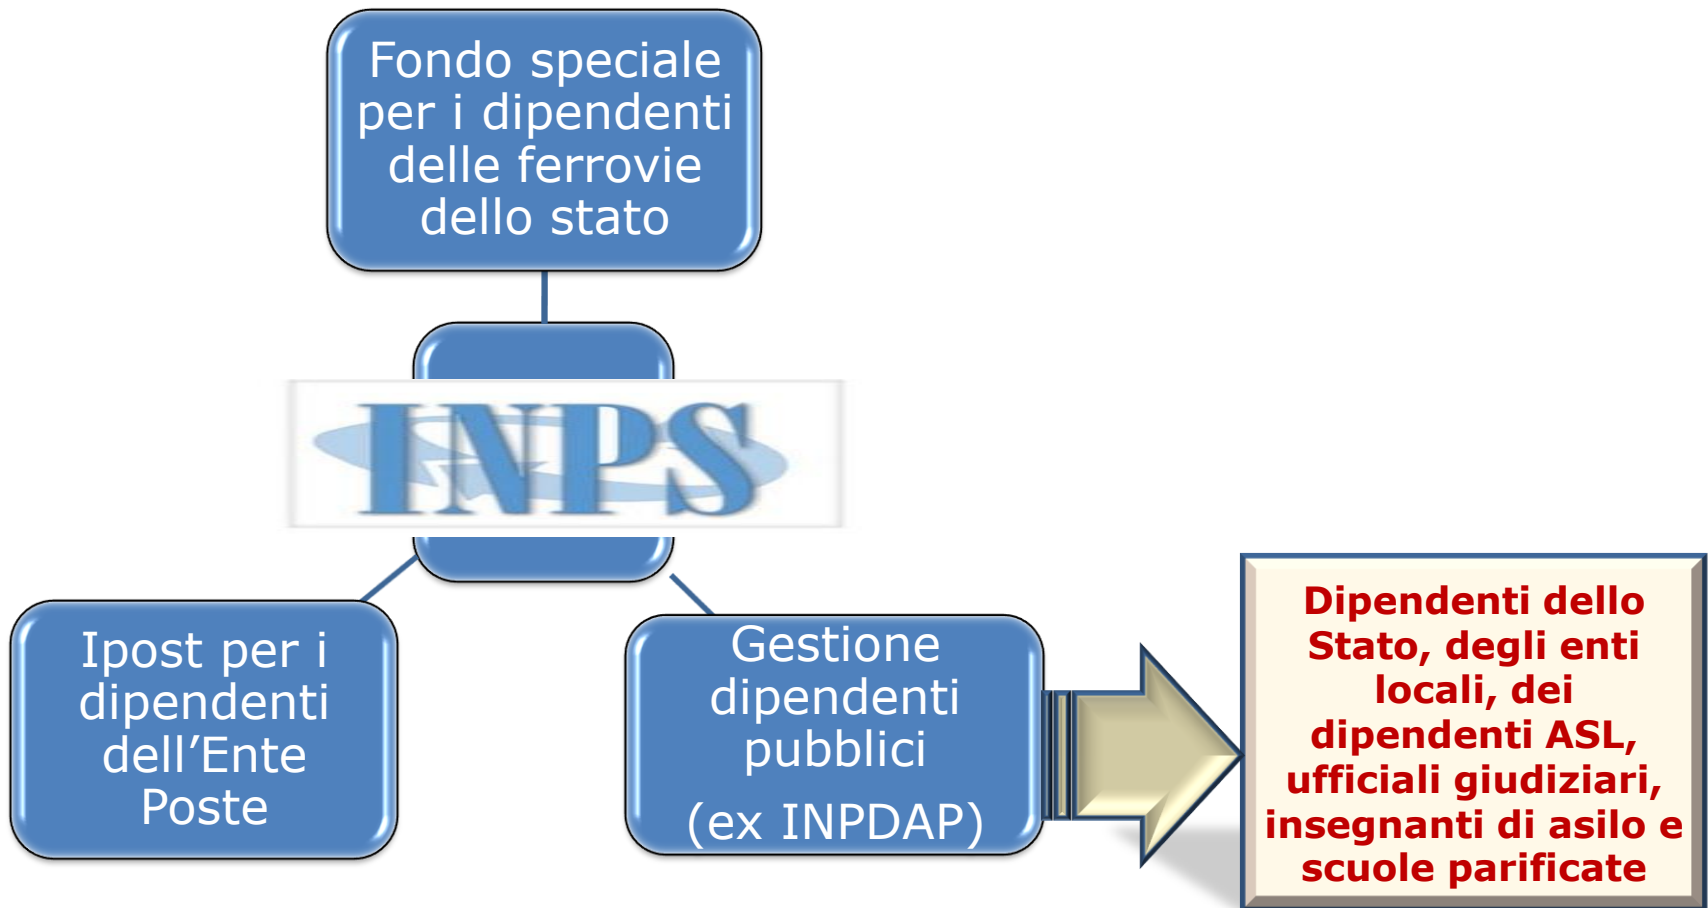 Fondo speciale
per i dipendenti
delle ferrovie
dello stato
INPS
Ipost per i
dipendenti
dell’Ente
Poste
Gestione
dipendenti
pubblici
(ex INPDAP)
Dipendenti dello
Stato, degli enti
locali, dei
dipendenti ASL,
ufficiali giudiziari,
insegnanti di asilo e
scuole parificate